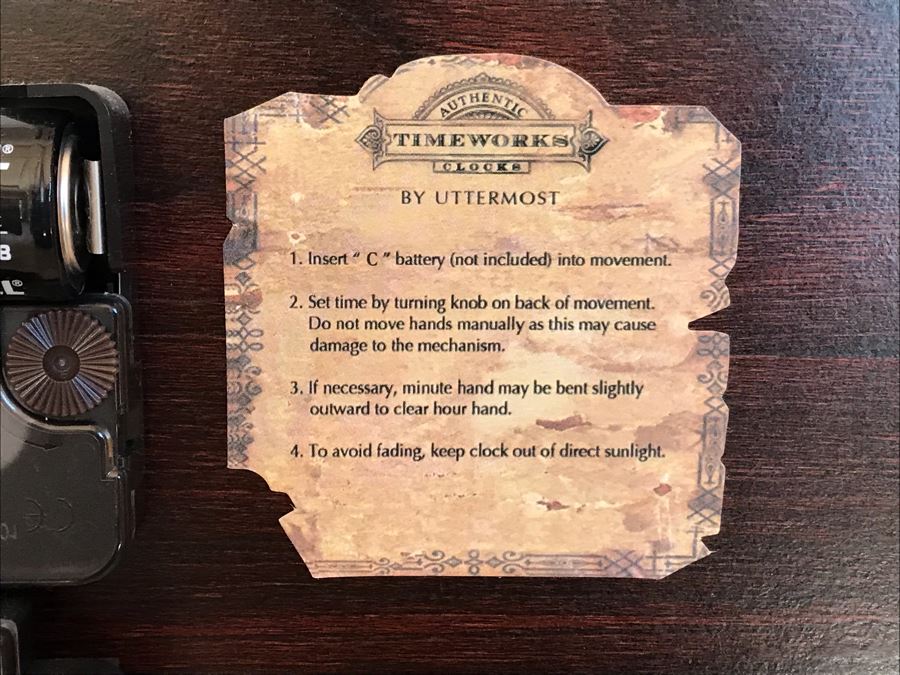 AUTHENTIC
TIMEWORKS
CLOCKS
BY UTTERMOST
1. Insert “ C ” battery (not included) into movement.
2. Set time by turning knob on back of movement.
Do not move hands manually as this may cause
damage to the mechanism.
3. If necessary, minute hand may be bent slightly
outward to clear hour hand.
4. To avoid fading, keep clock out of direct sunlight.